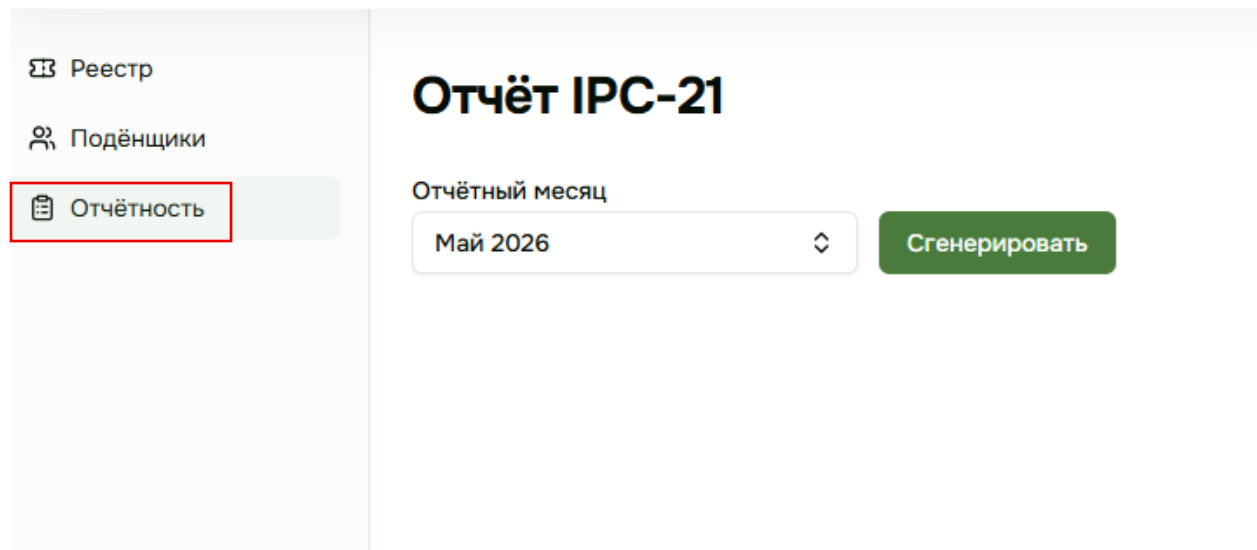 Реестр
Подёнщики
Отчётность
Отчёт IPC-21
Отчётный месяц
Май 2026
Сгенерировать